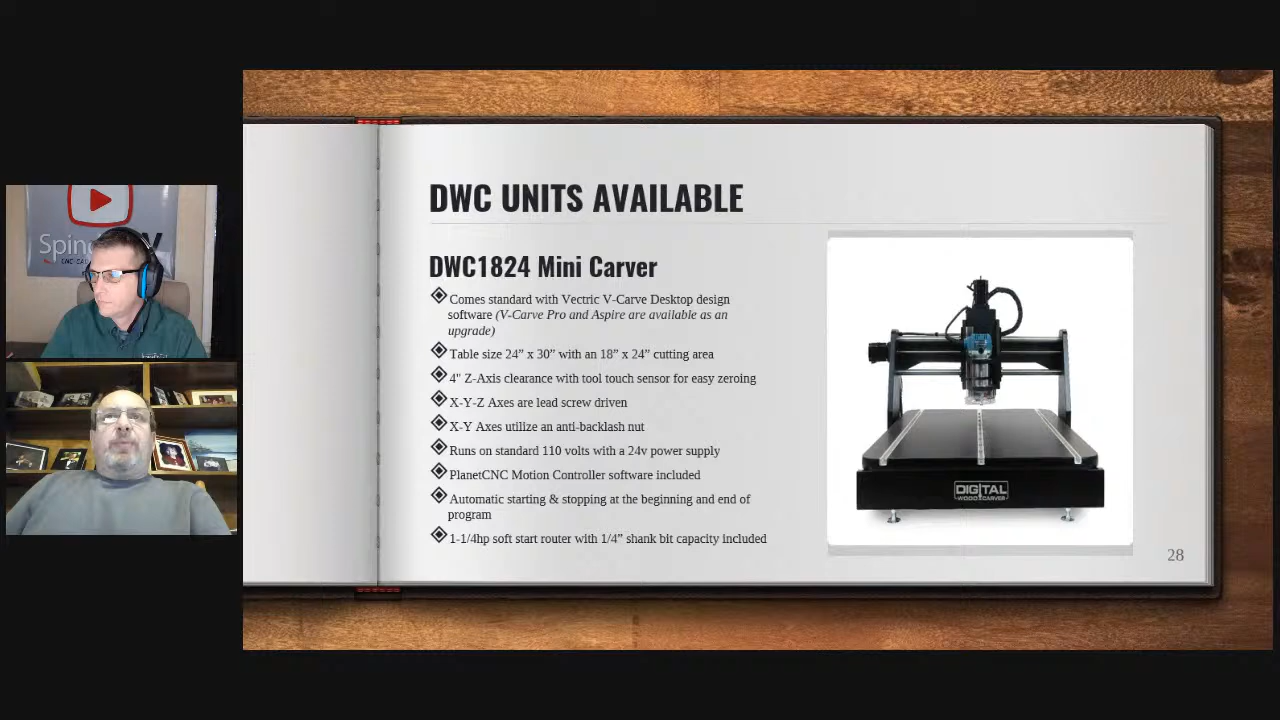 DWC UNITS AVAILABLE
DWC1824 Mini Carver
Comes standard with Vectric V-Carve Desktop design
software (V-Carve Pro and Aspire are available as an
upgrade)
Table size 24” x 30” with an 18” x 24” cutting area
4" Z-Axis clearance with tool touch sensor for easy zeroing
X-Y-Z Axes are lead screw driven
X-Y Axes utilize an anti-backlash nut
Runs on standard 110 volts with a 24v power supply
PlanetCNC Motion Controller software included
Automatic starting & stopping at the beginning and end of
program
1-1/4hp soft start router with 1/4” shank bit capacity included
DIGITAL
WOOD CARVER
28